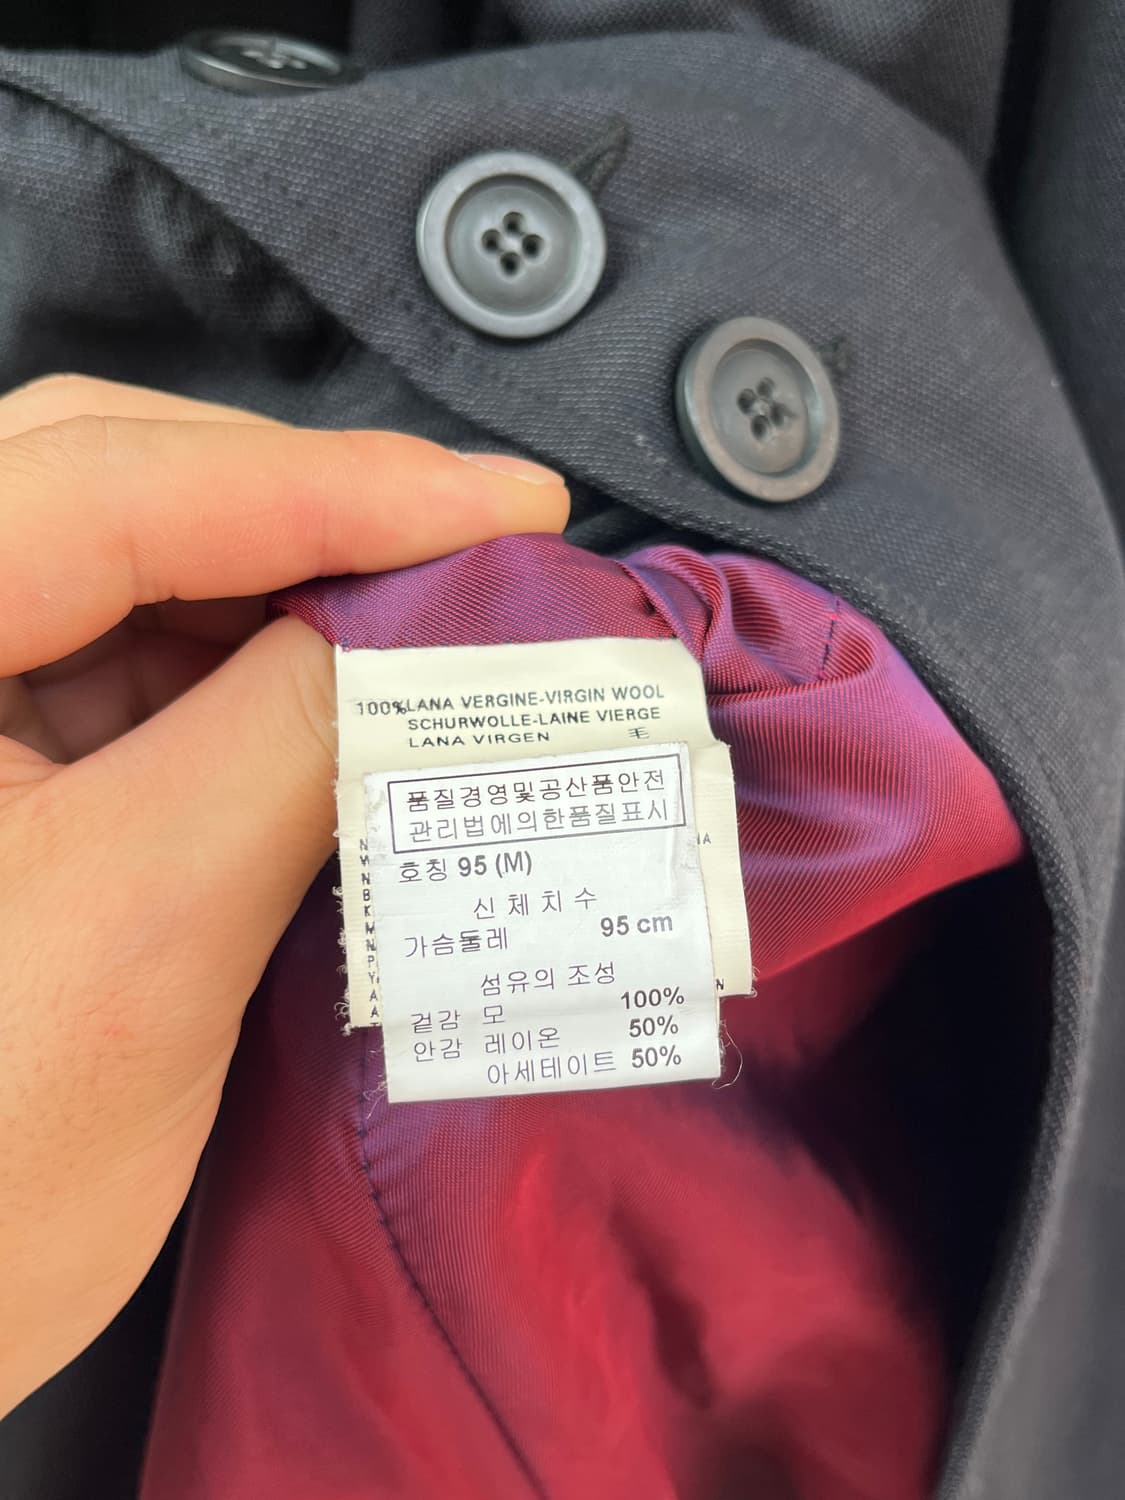 100%LANA VERGINE-VIRGIN WOOL
SCHURWOLLE-LAINE VIERGE
LANA VIRGEN 毛
품질경영및공산품안전
관리법에의한품질표시
호칭 95 (M)
신체치수
가슴둘레 95 cm
섬유의 조성
겉감 모 100%
안감 레이온 50%
아세테이트 50%